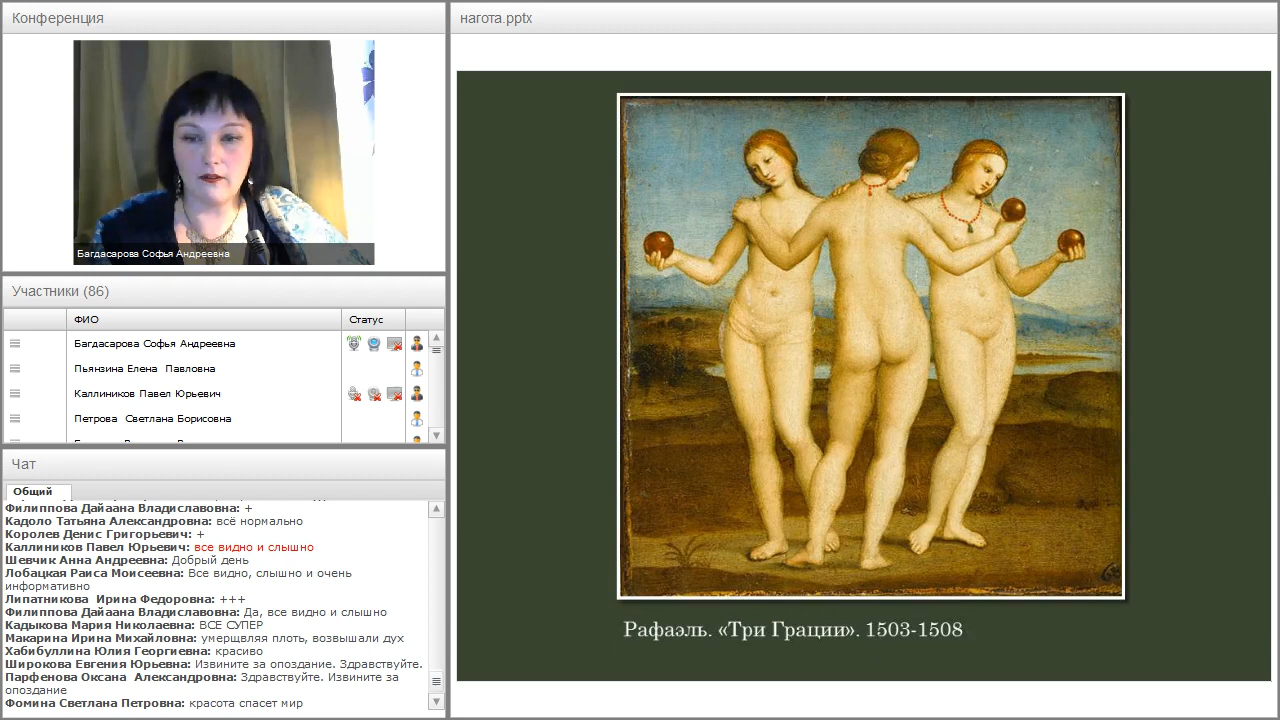 Конференция
Багдасарова Софья Андреевна
Участники (86)
ФИО
Статус
Багдасарова Софья Андреевна
Пьянзина Елена  Павловна
Каллиников Павел Юрьевич
Петрова  Светлана Борисовна
Чат
Общий
Филиппова Дайаана Владиславовна: +
Кадоло Татьяна Александровна: всё нормально
Королев Денис Григорьевич: +
Каллиников Павел Юрьевич: все видно и слышно
Шевчик Анна Андреевна: Добрый день
Лобацкая Раиса Моисеевна: Все видно, слышно и очень
информативно
Липатникова  Ирина Федоровна: +++
Филиппова Дайаана Владиславовна: Да, все видно и слышно
Кадыкова Мария Николаевна: ВСЕ СУПЕР
Макарина Ирина Михайловна: умерщвляя плоть, возвышали дух
Хабибуллина Юлия Георгиевна: красиво
Широкова Евгения Юрьевна: Извините за опоздание. Здравствуйте.
Парфенова Оксана  Александровна: Здравствуйте. Извините за
опоздание
Фомина Светлана Петровна: красота спасет мир
нагота.pptx
Рафаэль. «Три Грации». 1503-1508